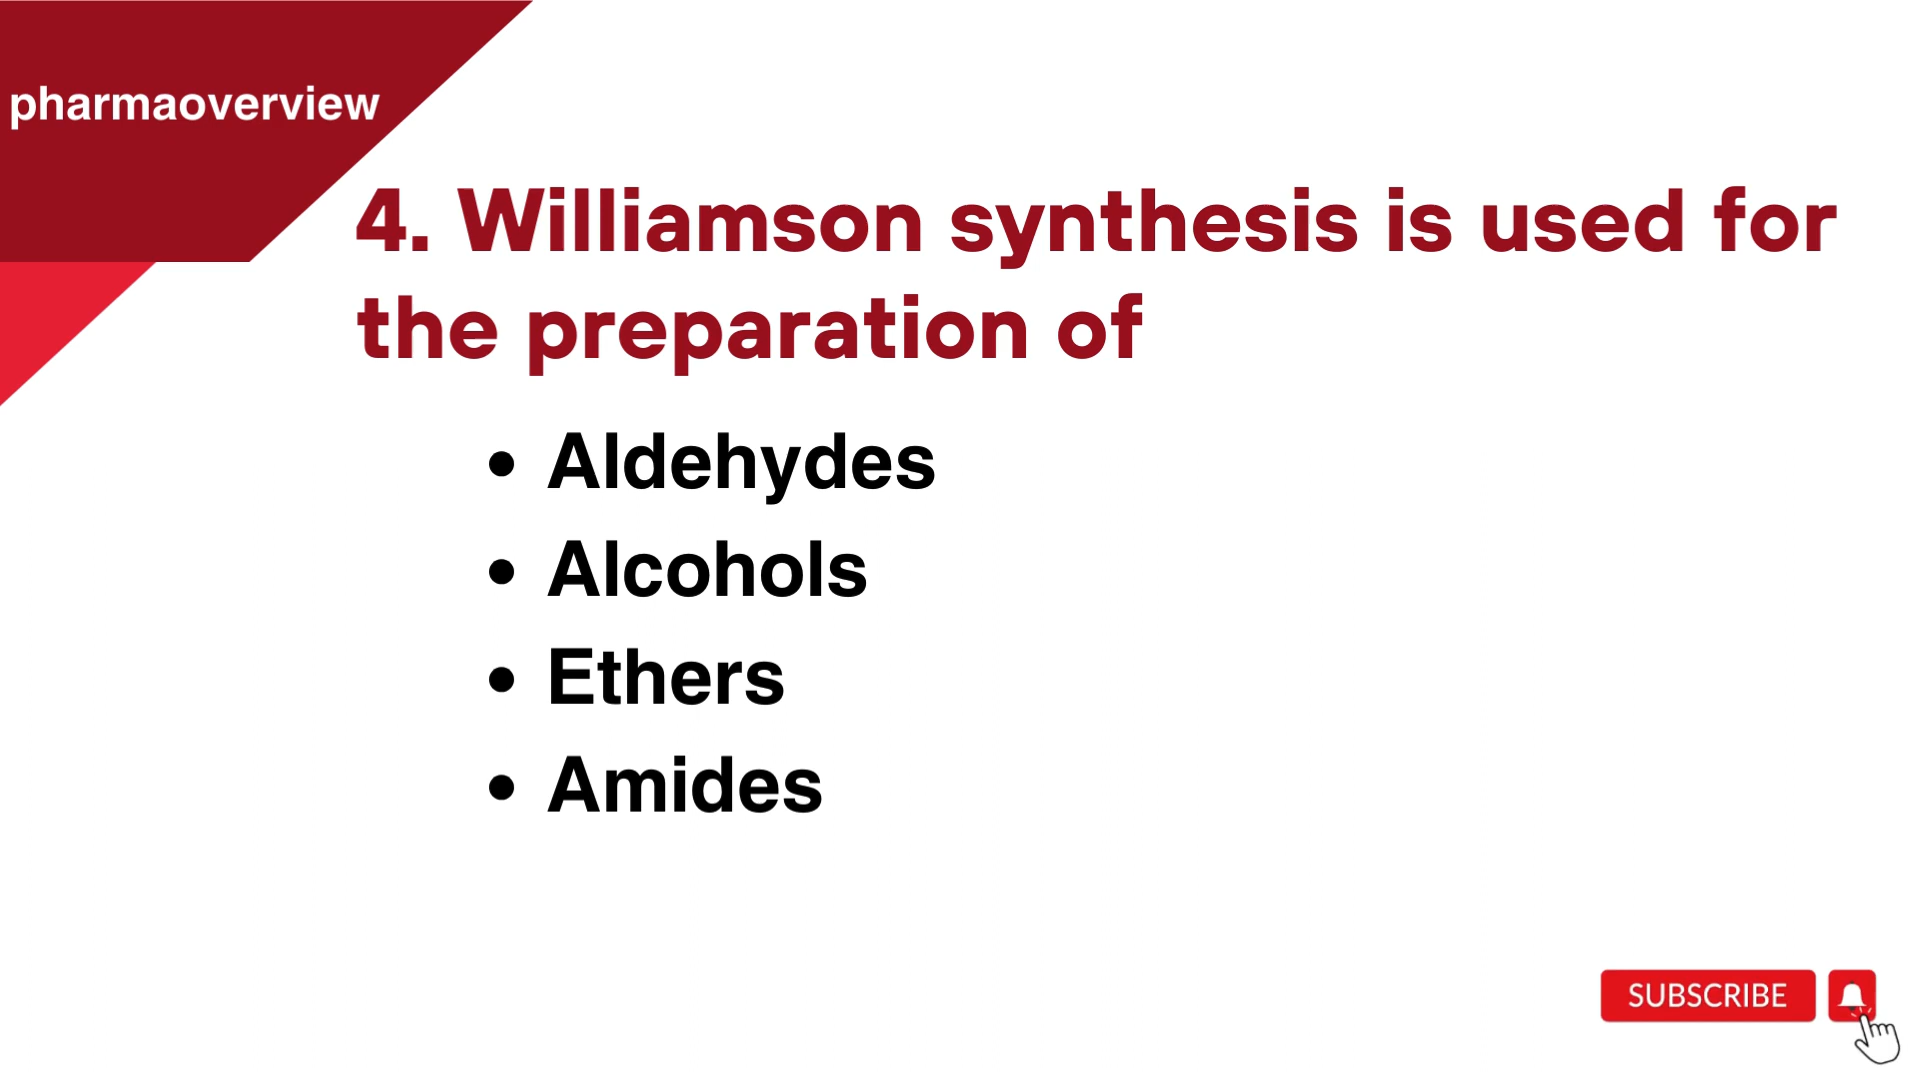 pharmaoverview
4. Williamson synthesis is used for
the preparation of
• Aldehydes
• Alcohols
• Ethers
• Amides
SUBSCRIBE